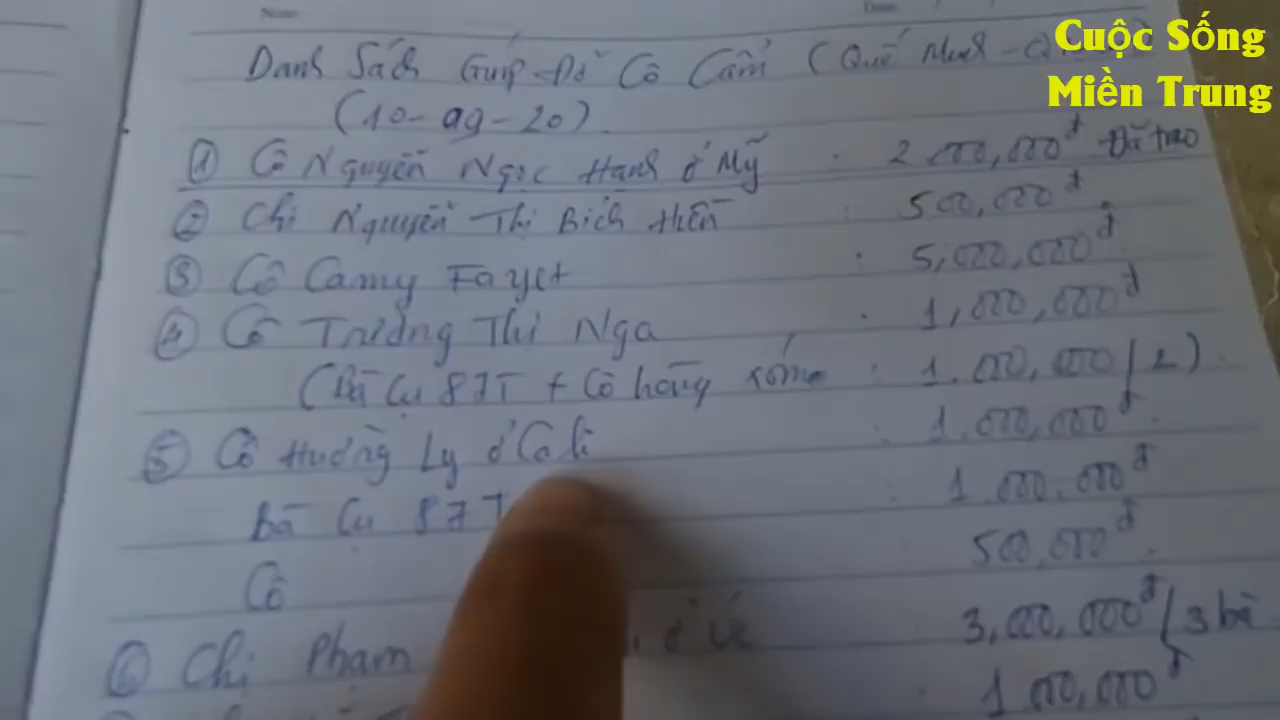 Cuộc Sống
Miền Trung
Danh Sách Giúp Đỡ Cô Cẩm (Quế Minh -
(10-09-20)
① Cô Nguyễn Ngọc Hạnh ở Mỹ : 2.000,000đ Đã trao
② Chị Nguyễn Thị Bích Hiền : 500,000đ.
③ Cô Camy Fayet : 5,000,000đ
④ Cô Trương Thị Nga : 1,000,000đ
(Bà Cụ 87T + Cô hàng xóm : 1.000,000/2)
⑤ Cô Hường Ly ở Cali : 1.000,000đ.
Bà Cụ 87T : 1.000.000đ
Cô 500,000đ.
⑥ Chị Phạm ở Úc 3,000,000đ/3 bà
: 1.000,000đ